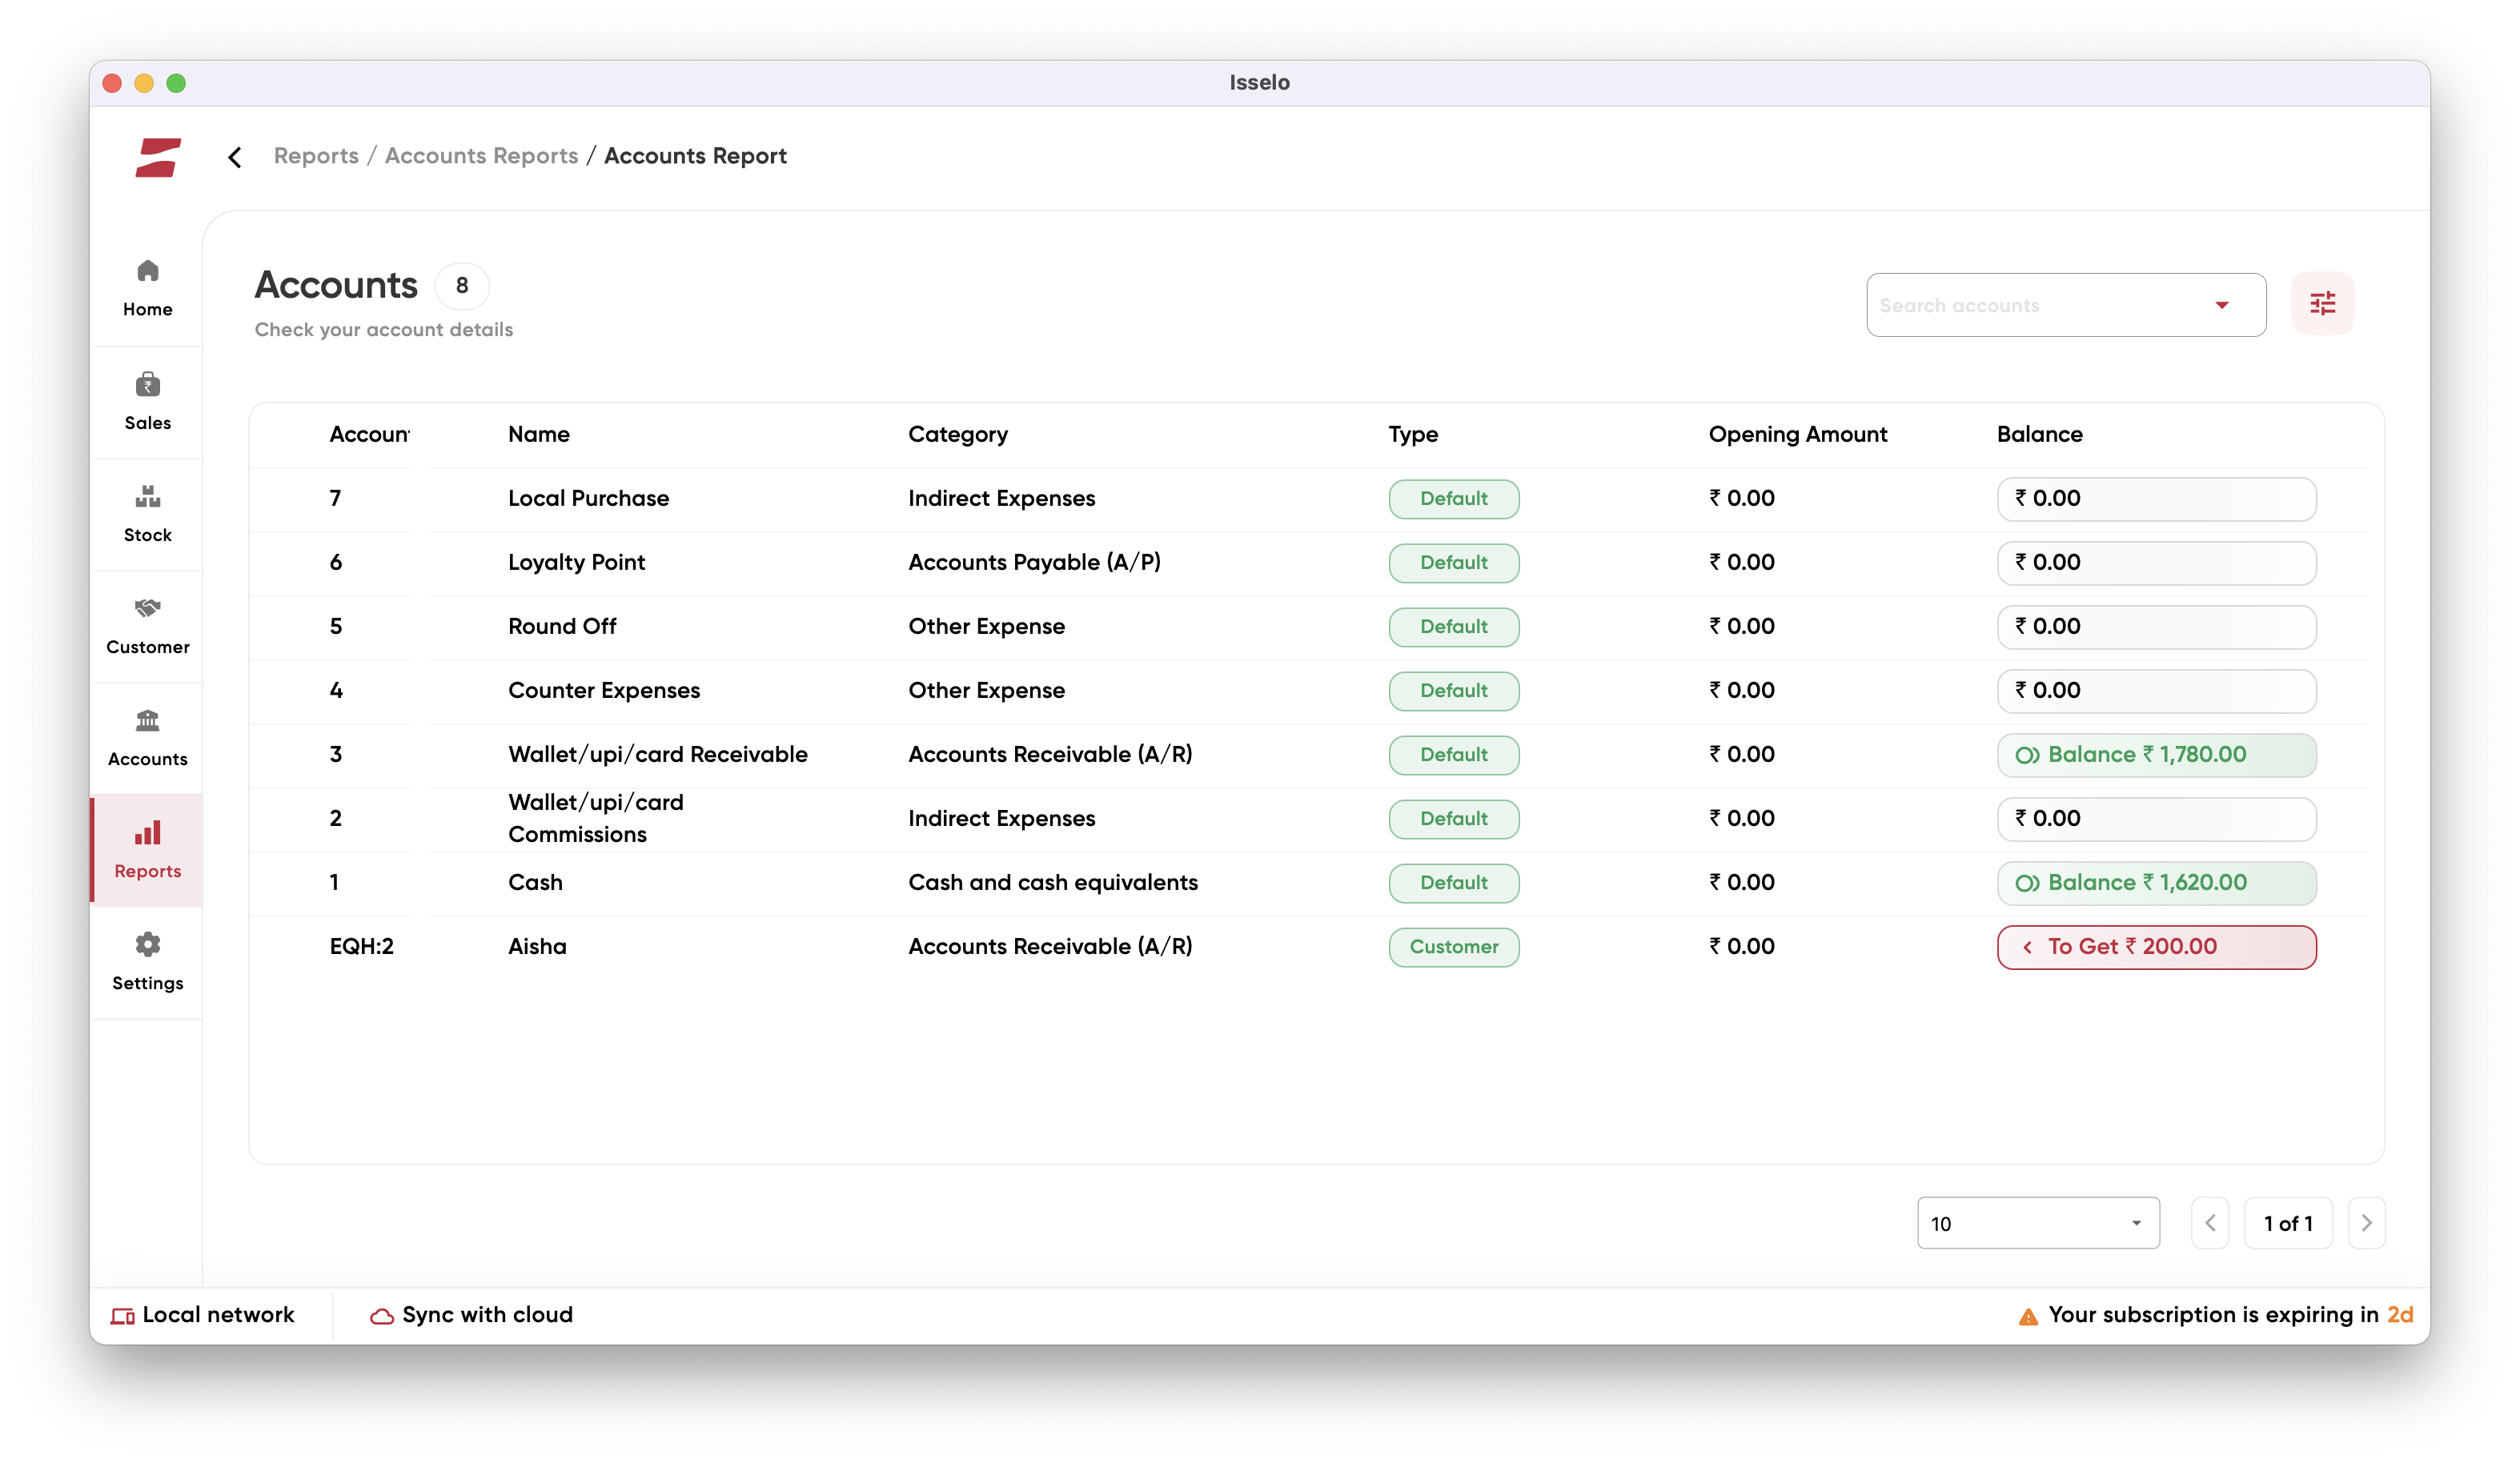 Isselo
Reports / Accounts Reports / Accounts Report
Home
Sales
Stock
Customer
Accounts
Reports
Settings
Accounts 8
Check your account details
Search accounts
Account Name Category Type Opening Amount Balance
7 Local Purchase Indirect Expenses Default ₹ 0.00 ₹ 0.00
6 Loyalty Point Accounts Payable (A/P) Default ₹ 0.00 ₹ 0.00
5 Round Off Other Expense Default ₹ 0.00 ₹ 0.00
4 Counter Expenses Other Expense Default ₹ 0.00 ₹ 0.00
3 Wallet/upi/card Receivable Accounts Receivable (A/R) Default ₹ 0.00 Balance ₹ 1,780.00
2 Wallet/upi/card
Commissions Indirect Expenses Default ₹ 0.00 ₹ 0.00
1 Cash Cash and cash equivalents Default ₹ 0.00 Balance ₹ 1,620.00
EQH:2 Aisha Accounts Receivable (A/R) Customer ₹ 0.00 To Get ₹ 200.00
10 1 of 1
Local network Sync with cloud Your subscription is expiring in 2d